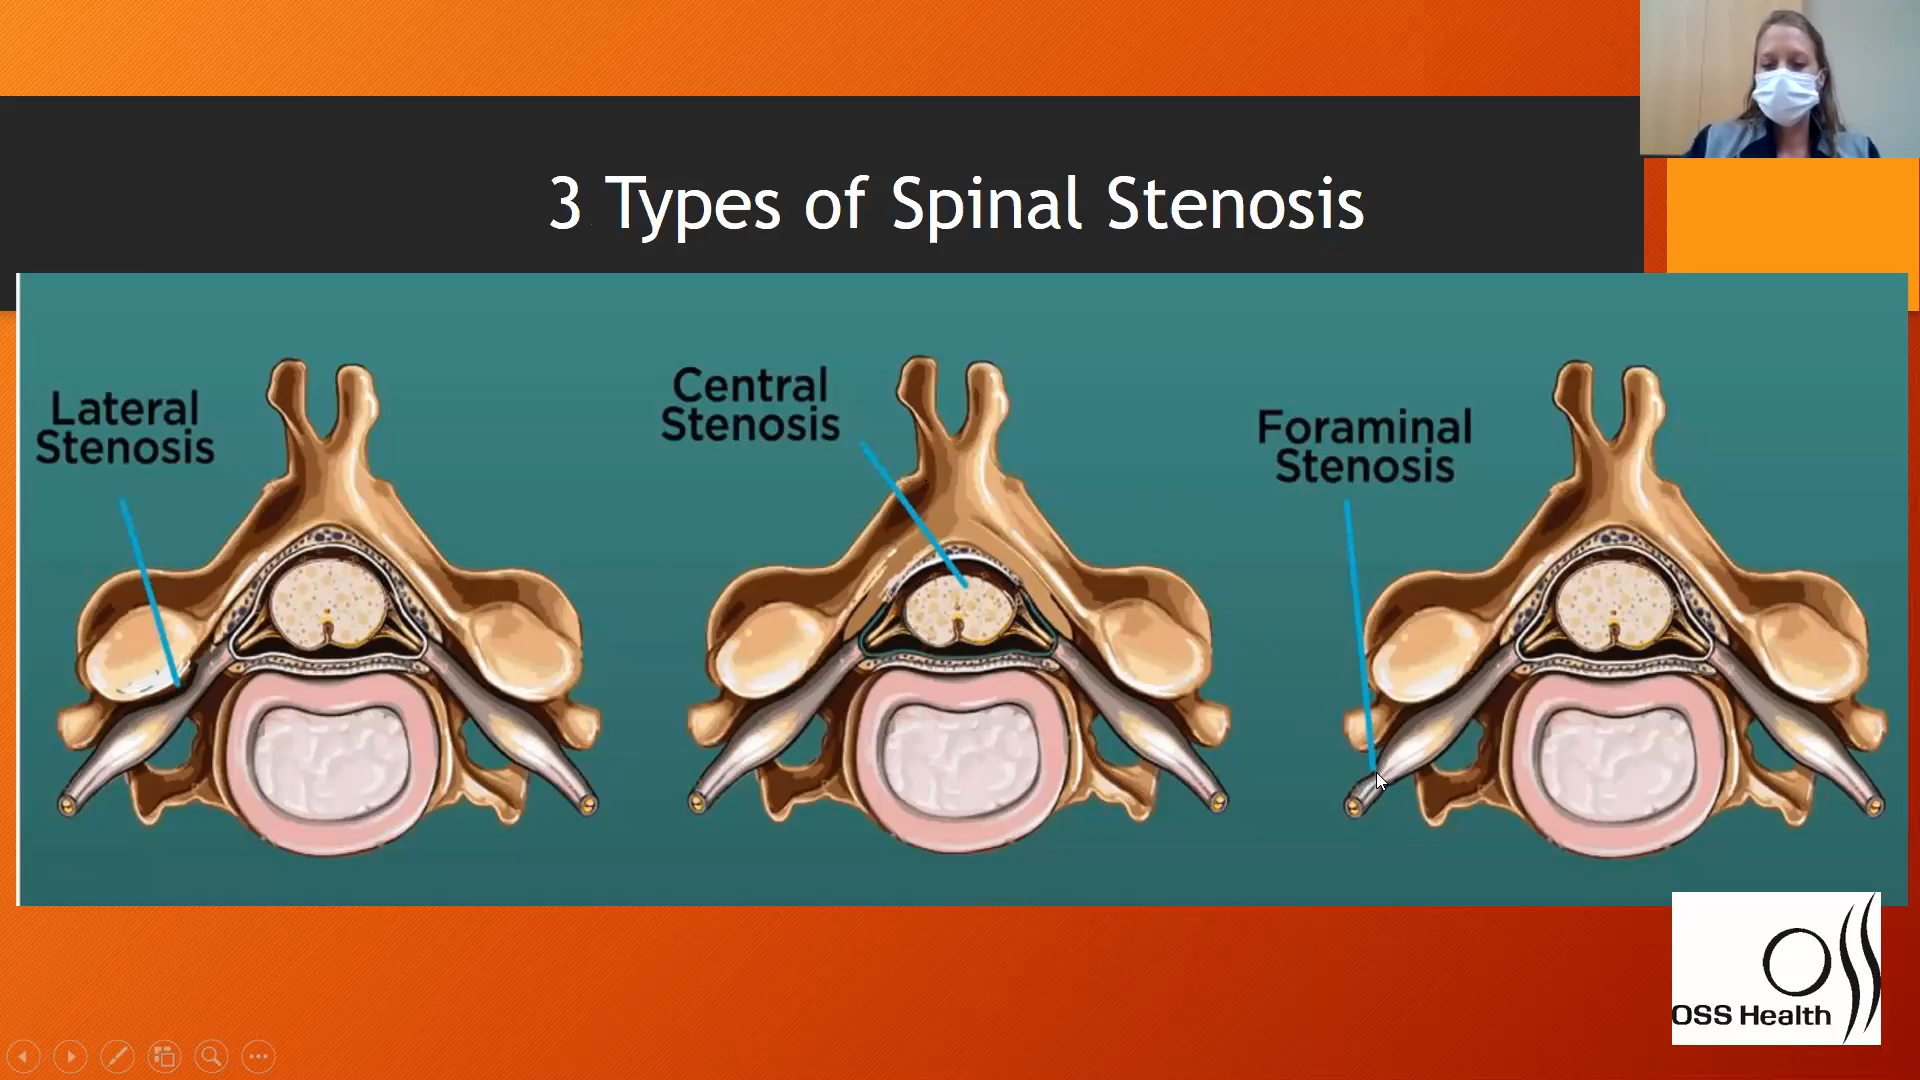 3 Types of Spinal Stenosis
Lateral
Stenosis
Central
Stenosis
Foraminal
Stenosis
OSS Health